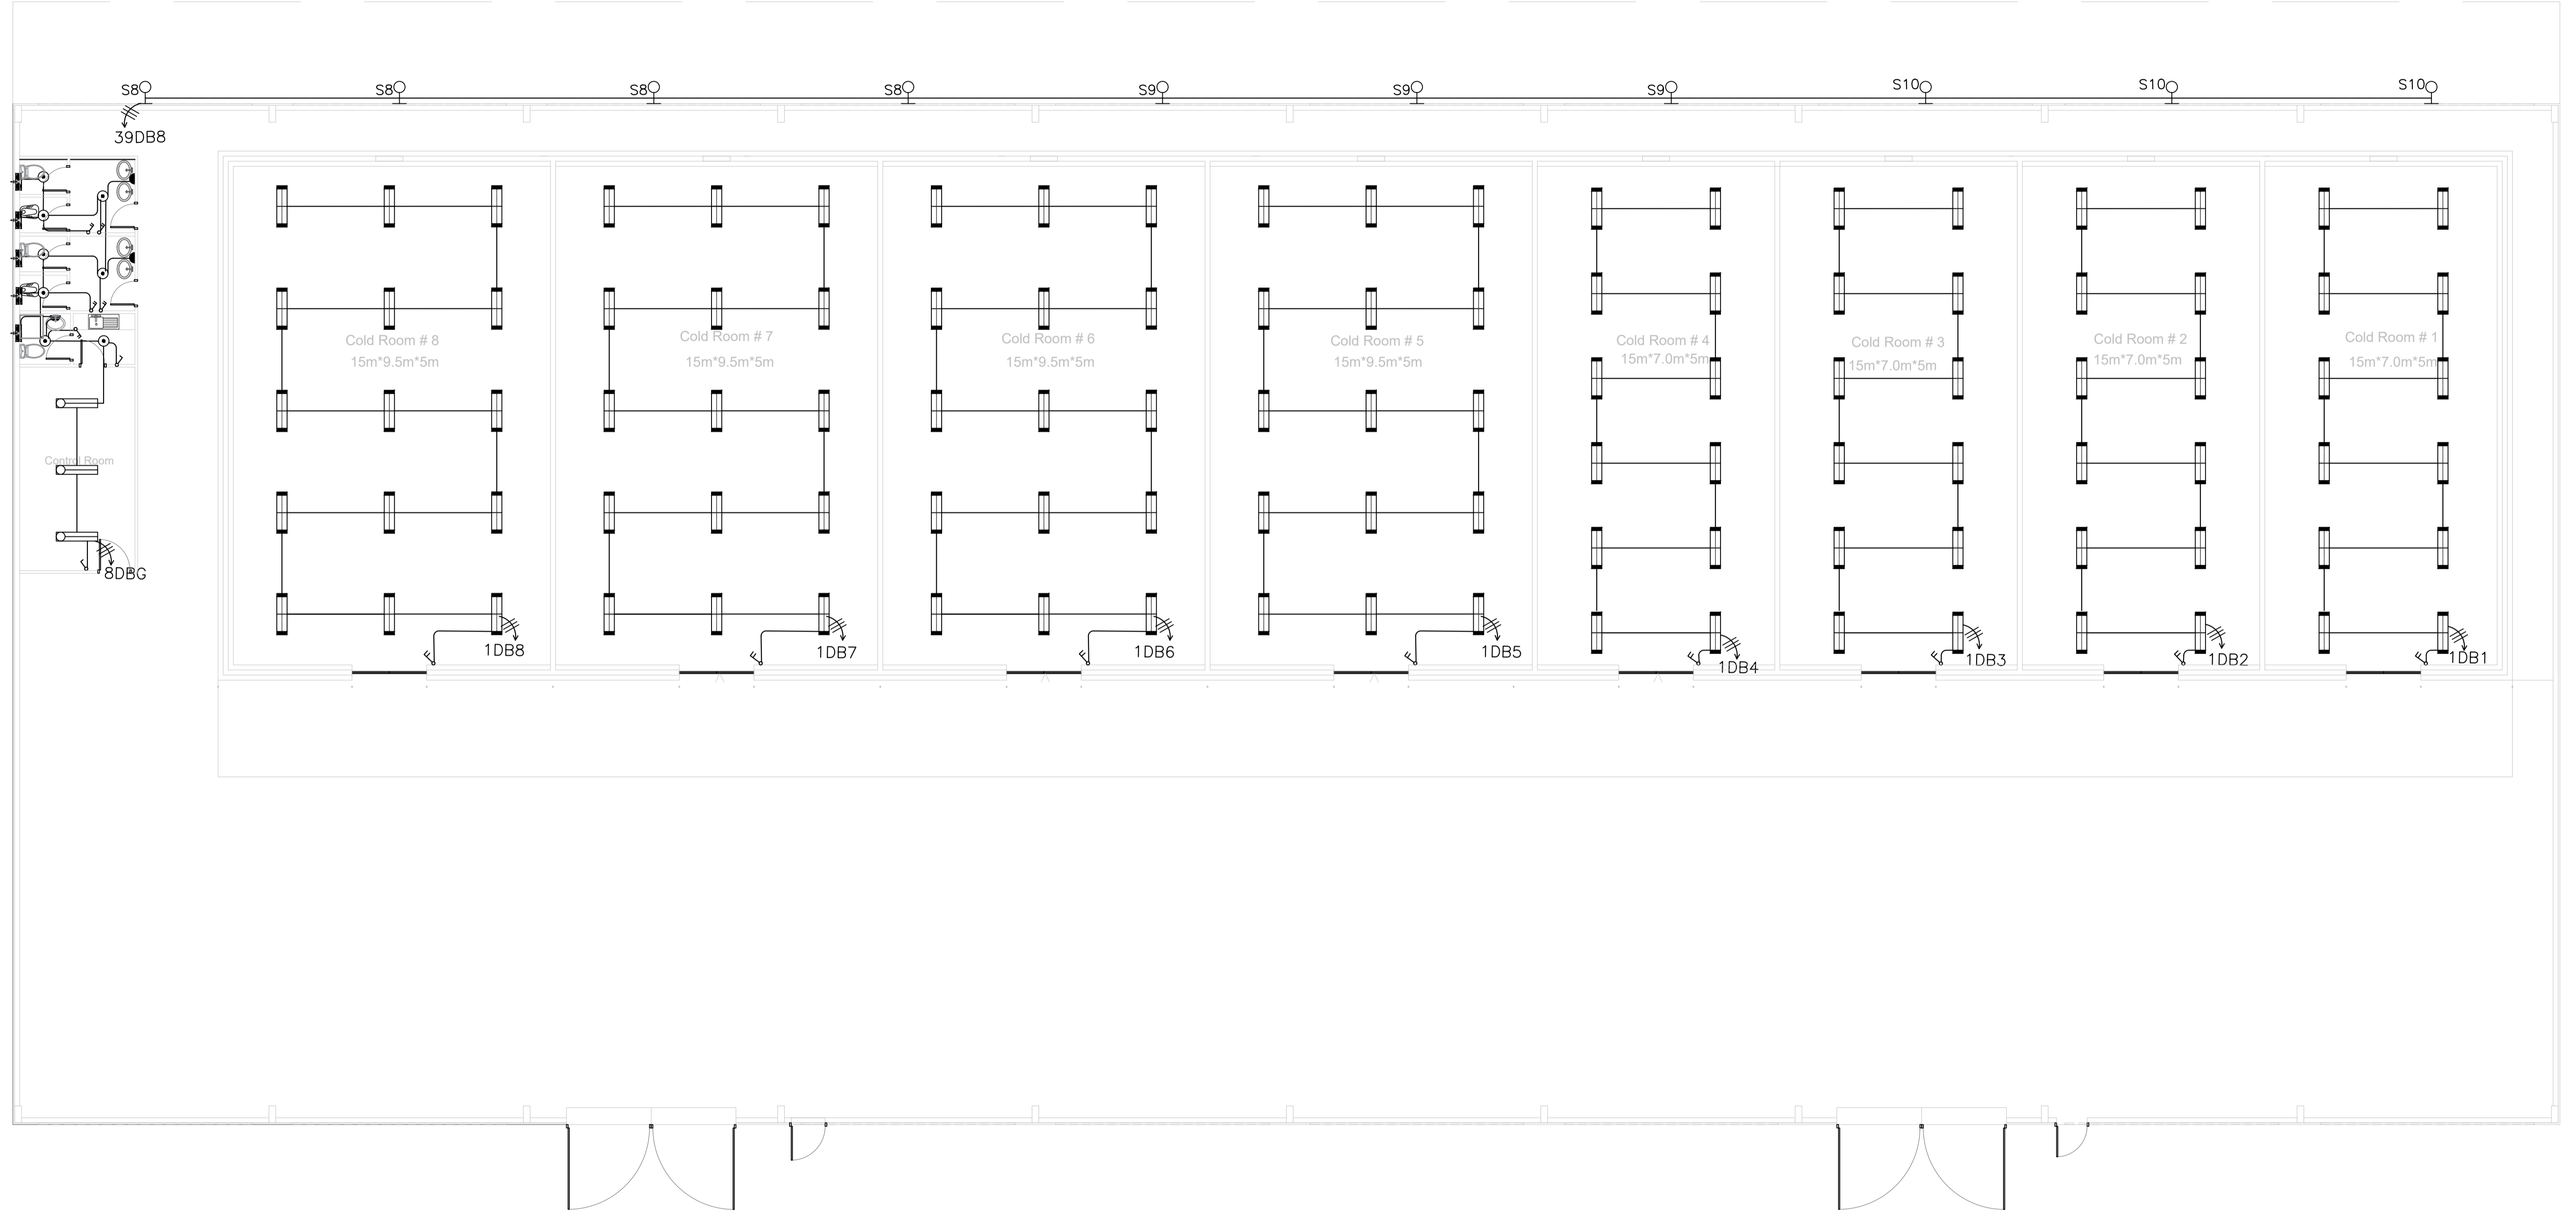 S8
S8
S8
S8
S9
S9
S9
S10
S10
S10
39DB8
Cold Room # 8
15m*9.5m*5m
Cold Room # 7
15m*9.5m*5m
Cold Room # 6
15m*9.5m*5m
Cold Room # 5
15m*9.5m*5m
Cold Room # 4
15m*7.0m*5m
Cold Room # 3
15m*7.0m*5m
Cold Room # 2
15m*7.0m*5m
Cold Room # 1
15m*7.0m*5m
Control Room
8DBG
1DB8
1DB7
1DB6
1DB5
1DB4
1DB3
1DB2
1DB1